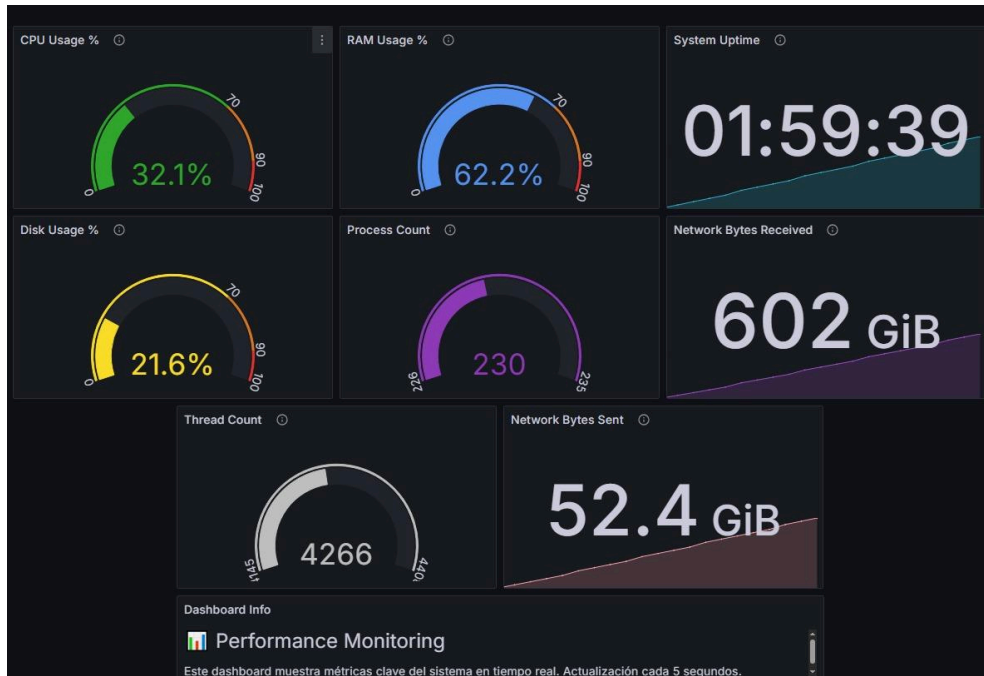 CPU Usage %
RAM Usage %
System Uptime
0
70
90
100
32.1%
0
70
90
100
62.2%
01:59:39
Disk Usage %
Process Count
Network Bytes Received
0
70
90
100
21.6%
226
235
230
602 GiB
Thread Count
Network Bytes Sent
4145
4266
52.4 GiB
Dashboard Info
📊 Performance Monitoring
Este dashboard muestra métricas clave del sistema en tiempo real. Actualización cada 5 segundos.